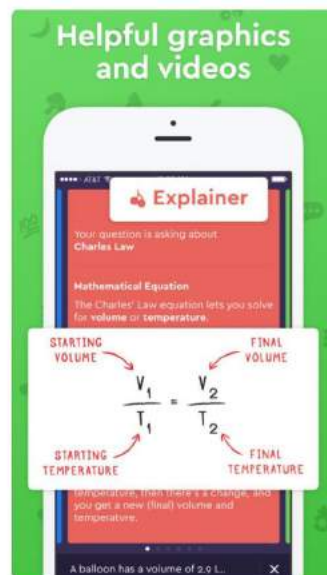 Helpful graphics
and videos
AT&T
Explainer
Your question is asking about
Charles Law
Mathematical Equation
The Charles' Law equation lets you solve
for volume or temperature.
STARTING
VOLUME
FINAL
VOLUME
V₁ = V₂
T₁ T₂
STARTING
TEMPERATURE
FINAL
TEMPERATURE
temperature, then there's a change, and
you get a new (final) volume and
temperature.
A balloon has a volume of 2.9 L... X